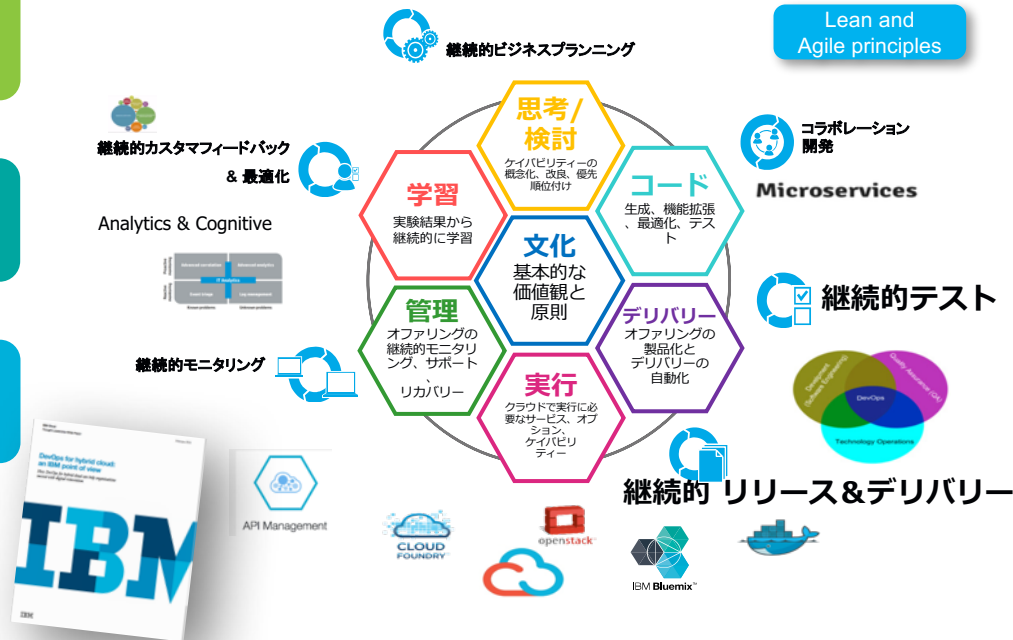 Lean and
Agile principles
継続的ビジネスプランニング
思考/
検討
ケイパビリティーの
概念化、改良、優先
順位付け
コラボレーション
開発
Microservices
継続的カスタマフィードバック
& 最適化
学習
実験結果から
継続的に学習
コード
生成、機能拡張
、最適化、テス
ト
Analytics & Cognitive
文化
基本的な
価値観と
原則
IT Analytics
継続的テスト
管理
オファリングの
継続的モニタリ
ング、サポート
、
リカバリー
デリバリー
オファリングの
製品化と
デリバリーの
自動化
継続的モニタリング
実行
クラウドで実行に必
要なサービス、オプ
ション、
ケイパビリ
ティー
Development
(Software Engineering)
Quality Assurance (QA)
DevOps
Technology Operations
継続的 リリース&デリバリー
DevOps for hybrid cloud:
an IBM point of view
IBM
IBM
API Management
CLOUD
FOUNDRY
openstack
IBM Bluemix